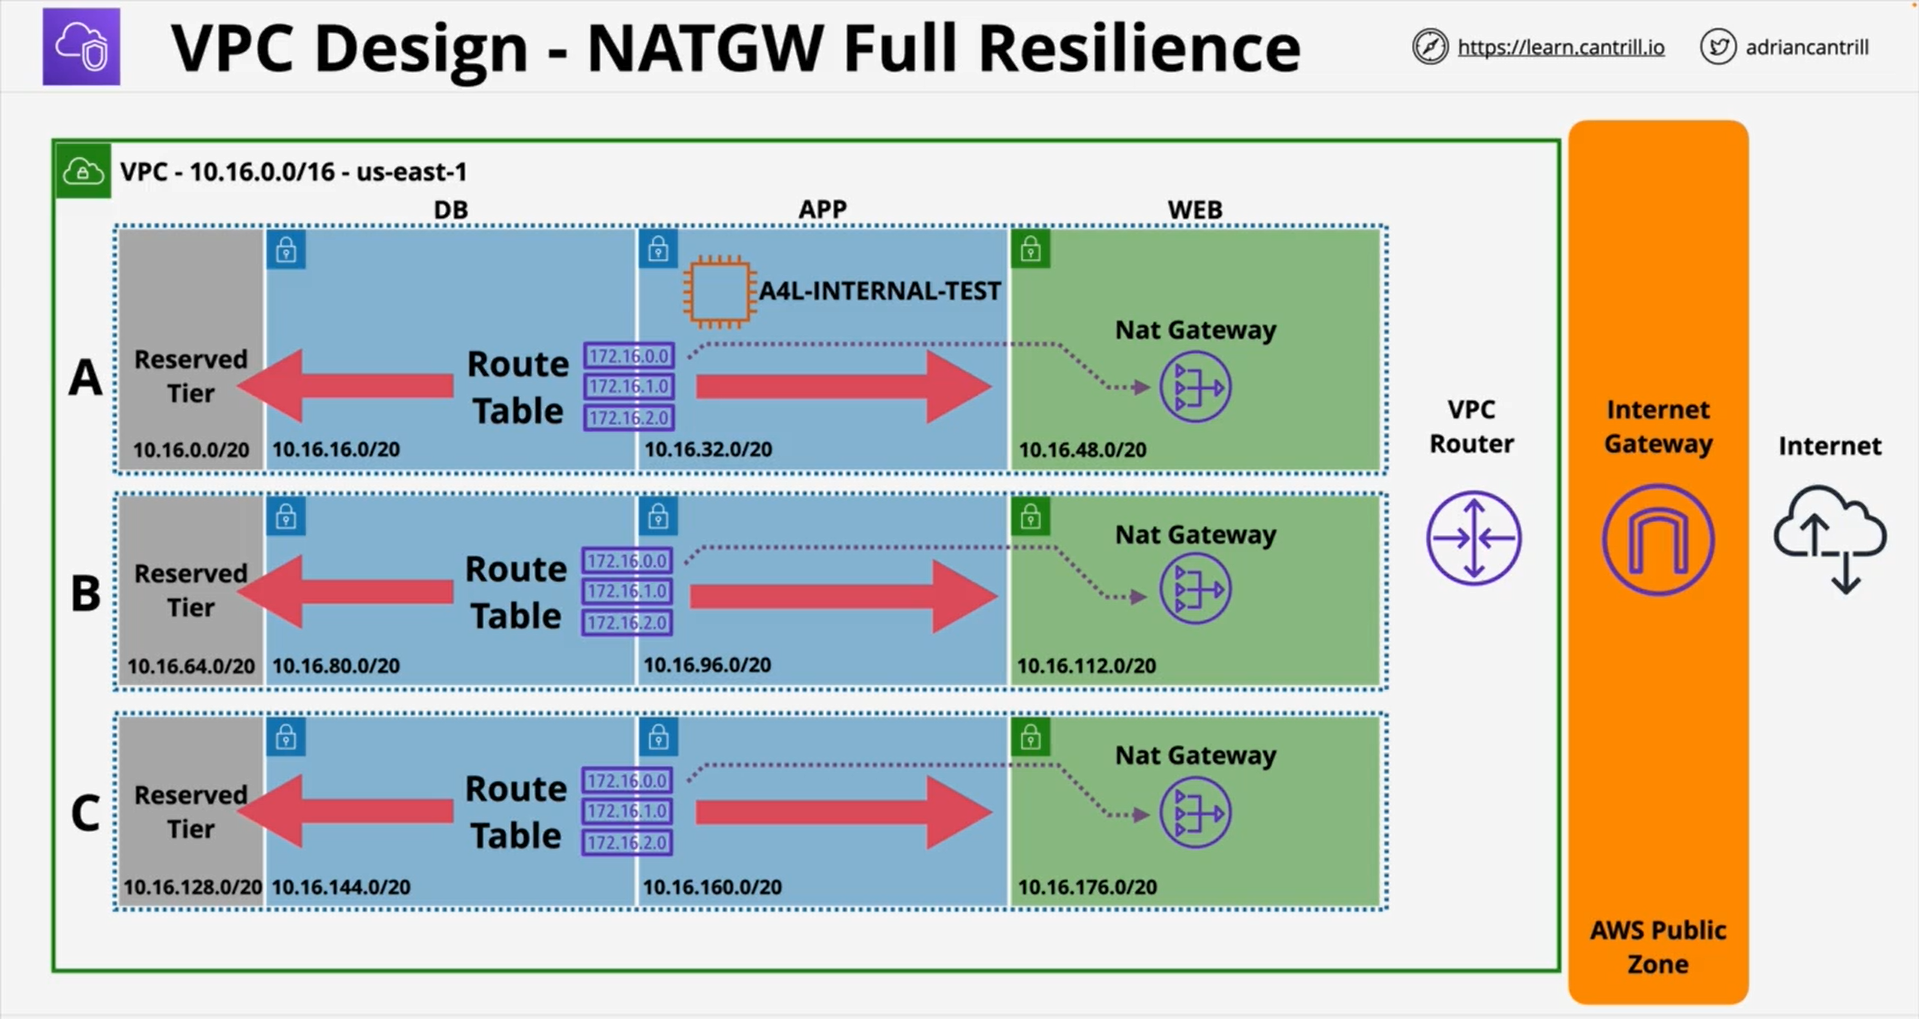 VPC Design - NATGW Full Resilience
https://learn.cantrill.io
adriancantrill
VPC - 10.16.0.0/16 - us-east-1
DB
APP
WEB
A
Reserved
Tier
10.16.0.0/20
Route
Table
172.16.0.0
172.16.1.0
172.16.2.0
10.16.16.0/20
A4L-INTERNAL-TEST
10.16.32.0/20
Nat Gateway
10.16.48.0/20
B
Reserved
Tier
10.16.64.0/20
Route
Table
172.16.0.0
172.16.1.0
172.16.2.0
10.16.80.0/20
10.16.96.0/20
Nat Gateway
10.16.112.0/20
C
Reserved
Tier
10.16.128.0/20
Route
Table
172.16.0.0
172.16.1.0
172.16.2.0
10.16.144.0/20
10.16.160.0/20
Nat Gateway
10.16.176.0/20
VPC
Router
Internet
Gateway
AWS Public
Zone
Internet